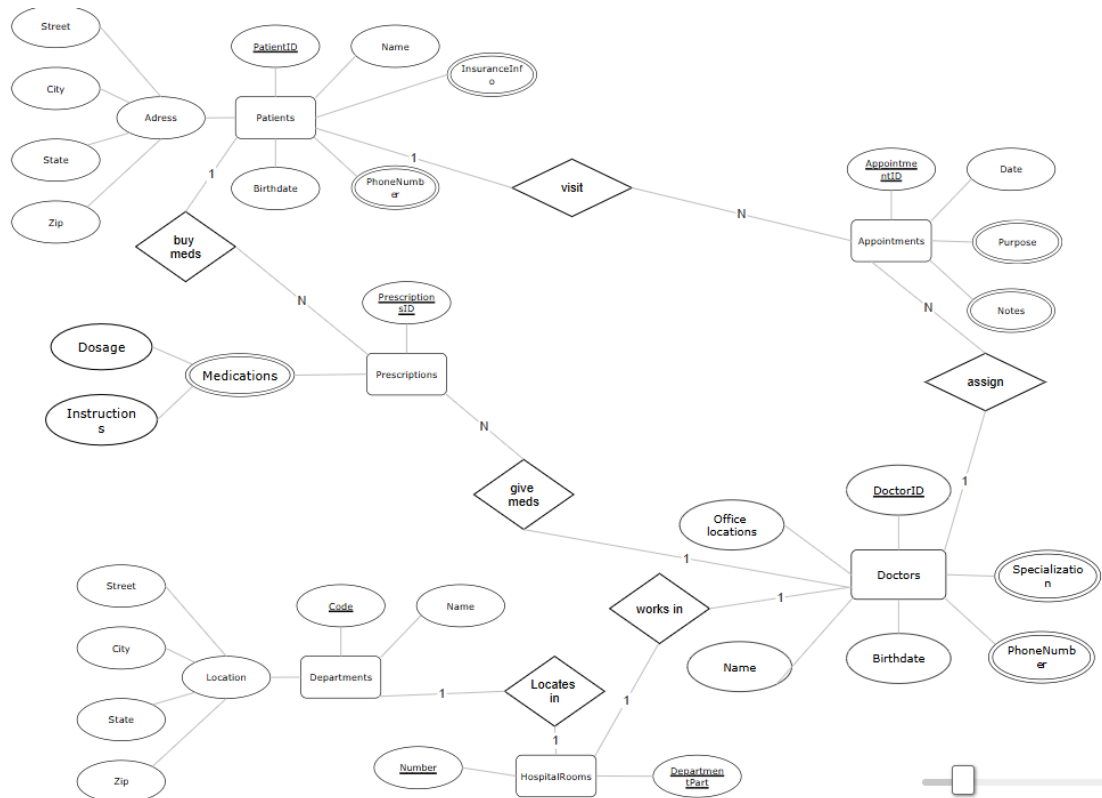 Street
PatientID
Name
InsuranceInf
o
City
Adress
Patients
State
1
1
Birthdate
PhoneNumb
er
visit
Appointme
ntID
Date
Zip
buy
meds
N
Appointments
Purpose
N
Prescription
sID
N
Notes
Dosage
Medications
Prescriptions
assign
Instruction
s
N
give
meds
DoctorID
1
Office
locations
1
Doctors
Specializatio
n
Street
Code
Name
works in
1
City
Name
Birthdate
PhoneNumb
er
Location
Departments
1
Locates
in
1
State
1
Number
HospitalRooms
Departmen
tPart
Zip